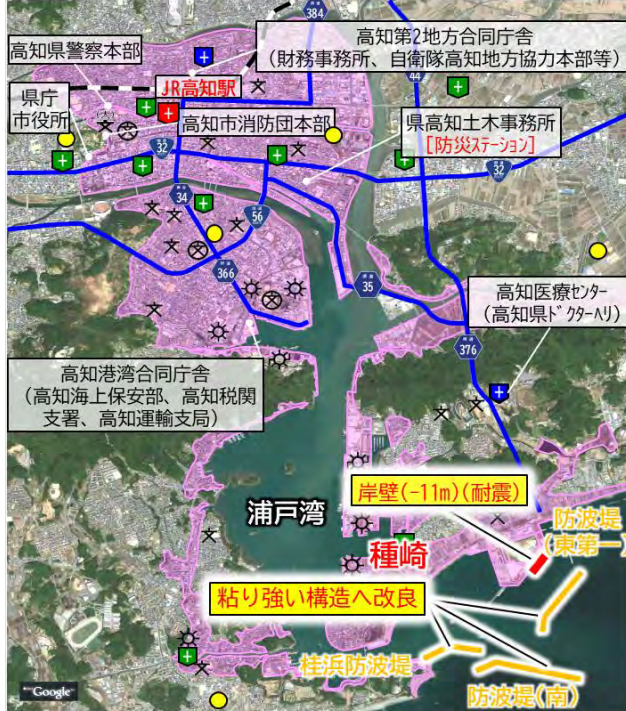 384
高知県警察本部
高知第2地方合同庁舎
(財務事務所、自衛隊高知地方協力本部等)
JR高知駅
44
県庁
市役所
高知市消防団本部
県高知土木事務所
[防災ステーション]
32
32
34
56
366
35
高知医療センター
(高知県ドクターヘリ)
376
高知港湾合同庁舎
(高知海上保安部、高知税関
支署、高知運輸支局)
浦戸湾
岸壁(-11m)(耐震)
防波堤
(東第一)
種崎
粘り強い構造へ改良
桂浜防波堤
防波堤(南)
Google